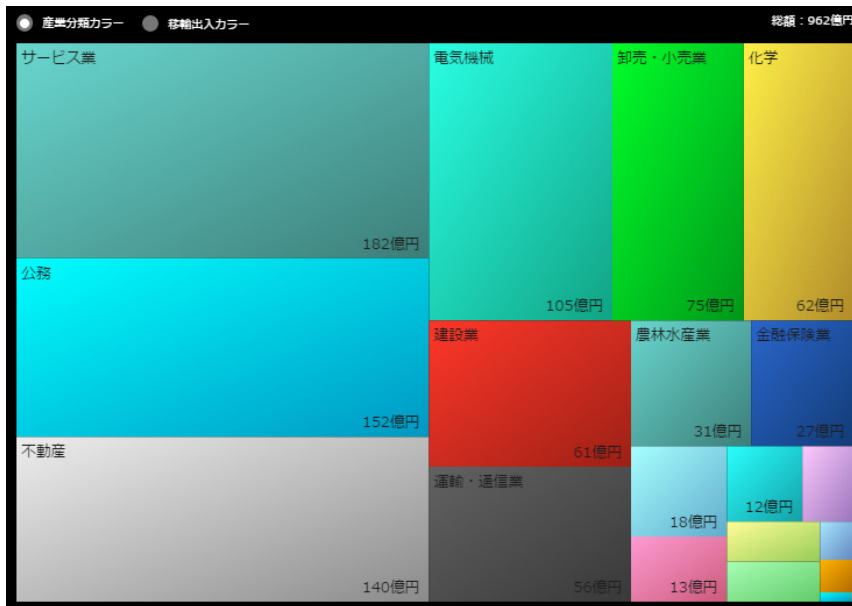 産業分類カラー 移輸出入カラー 総額：962億円
サービス業
182億円
公務
152億円
不動産
140億円
電気機械
105億円
卸売・小売業
75億円
化学
62億円
建設業
61億円
運輸・通信業
56億円
農林水産業
31億円
金融保険業
27億円
18億円
13億円
12億円